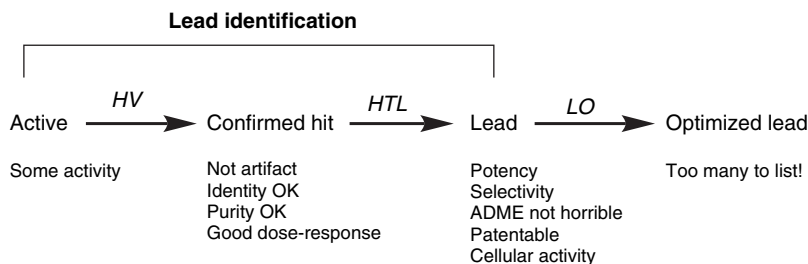 Lead identification
HV
HTL
LO
Active
Confirmed hit
Lead
Optimized lead
Some activity
Not artifact
Identity OK
Purity OK
Good dose-response
Potency
Selectivity
ADME not horrible
Patentable
Cellular activity
Too many to list!